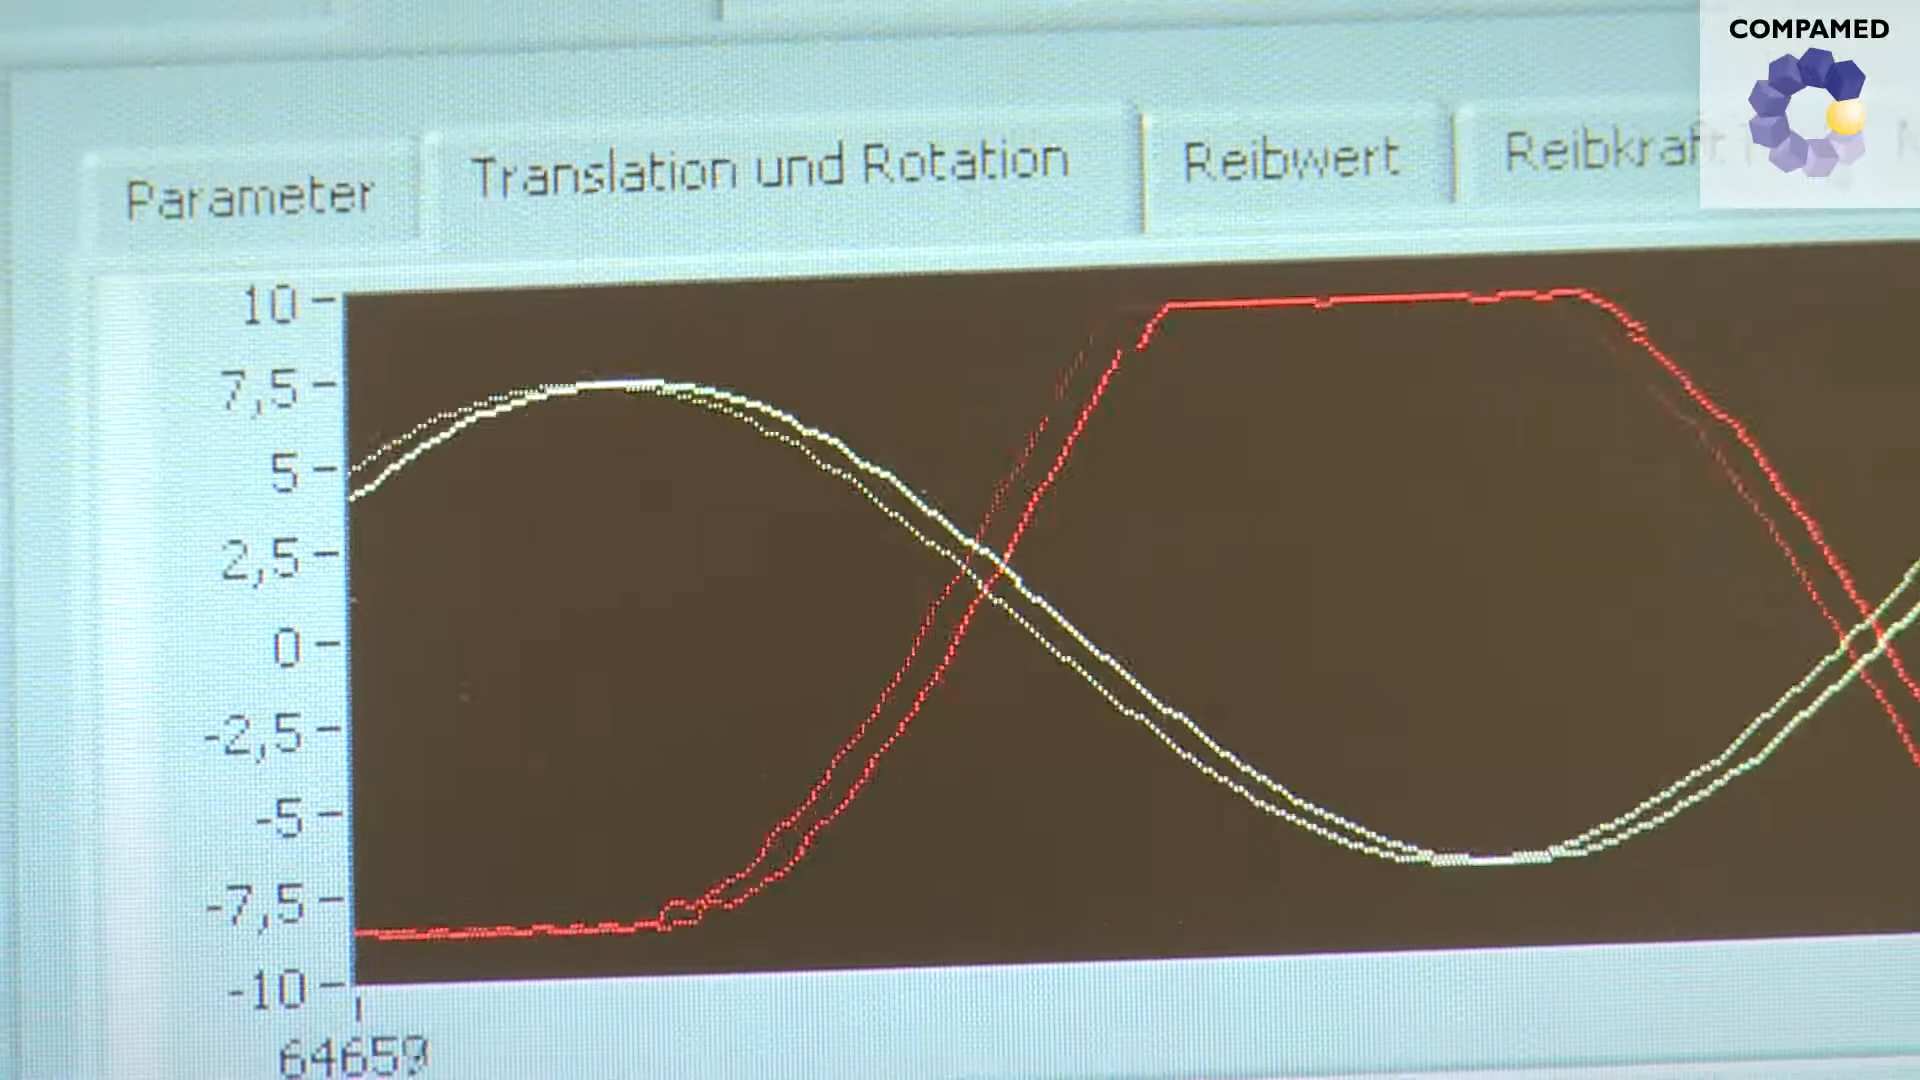 COMPAMED
Parameter
Translation und Rotation
Reibwert
Reibkraft
10
7,5
5
2,5
0
-2,5
-5
-7,5
-10